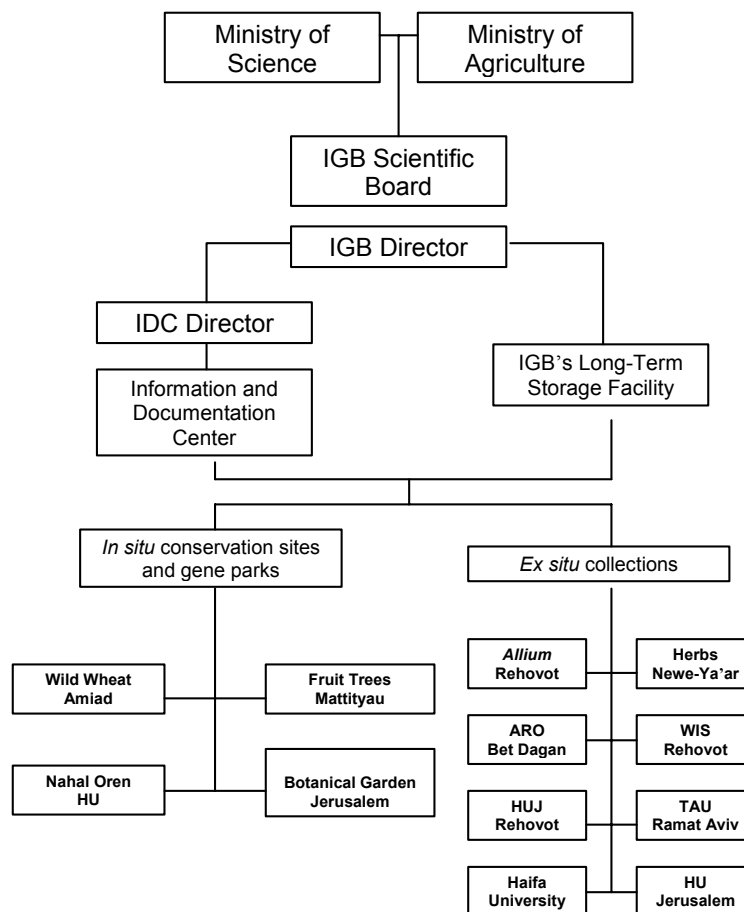 Ministry of
Science
Ministry of
Agriculture
IGB Scientific
Board
IGB Director
IDC Director
IGB's Long-Term
Storage Facility
Information and
Documentation
Center
In situ conservation sites
and gene parks
Ex situ collections
Wild Wheat
Amiad
Fruit Trees
Mattityau
Nahal Oren
HU
Botanical Garden
Jerusalem
Allium
Rehovot
Herbs
Newe-Ya'ar
ARO
Bet Dagan
WIS
Rehovot
HUJ
Rehovot
TAU
Ramat Aviv
Haifa
University
HU
Jerusalem